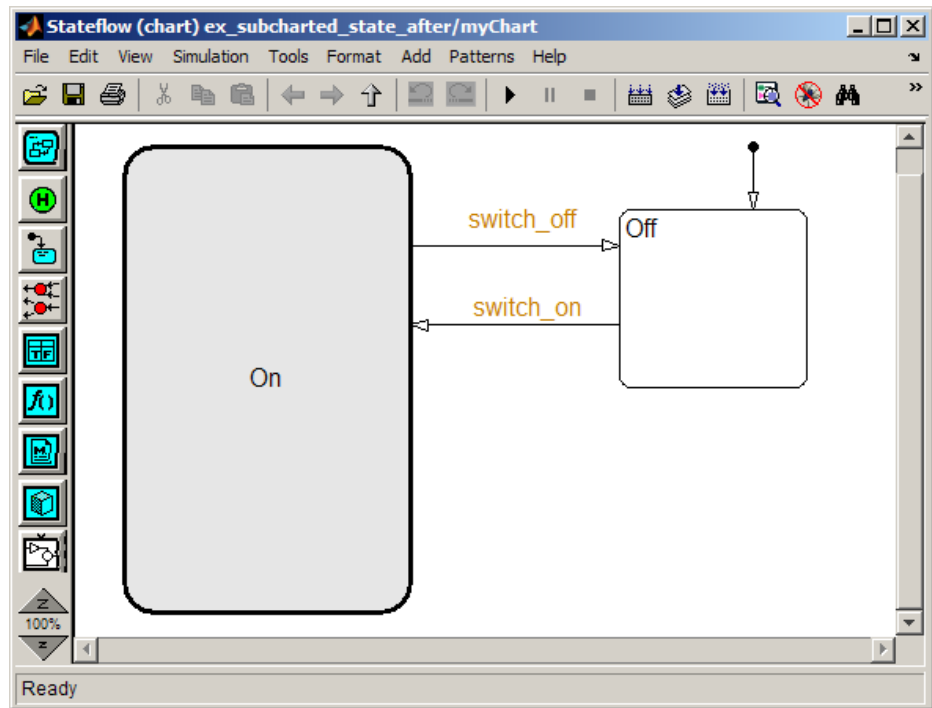 Stateflow (chart) ex_subcharted_state_after/myChart
File Edit View Simulation Tools Format Add Patterns Help
»
H
switch_off
Off
switch_on
TF
On
f()
M
Z
100%
Z
Ready